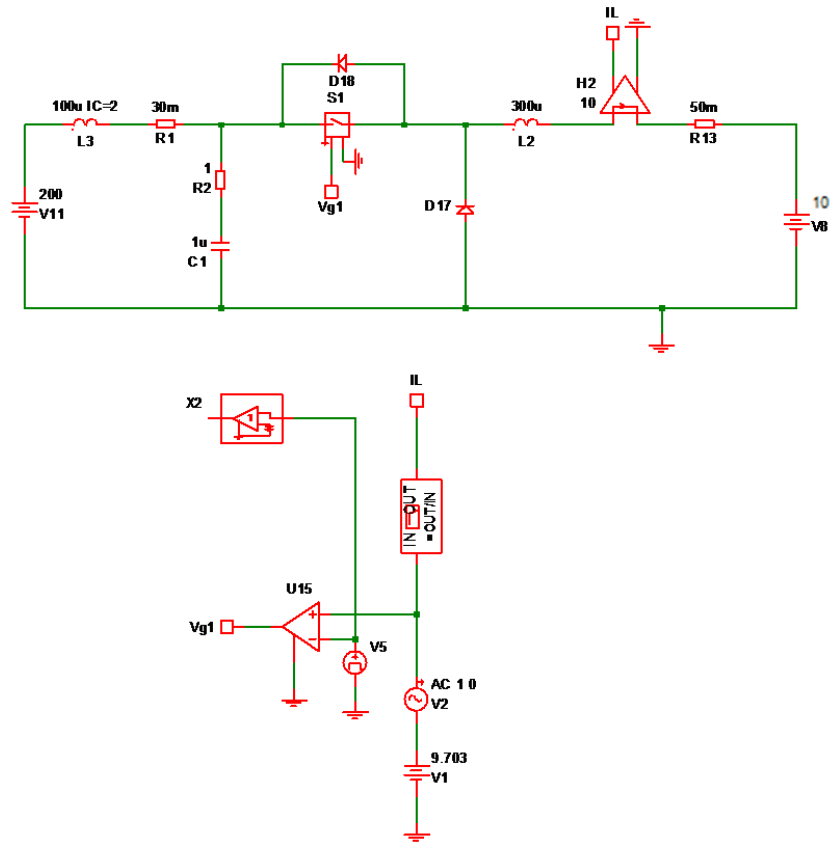 IL
D18
S1
H2
10
100u IC=2
L3
30m
R1
300u
L2
50m
R13
1
R2
Vg1
200
V11
D17
10
V8
1u
C1
X2
1
IL
IN
OUT
=OUT/IN
U15
Vg1
V5
AC 1 0
V2
9.703
V1